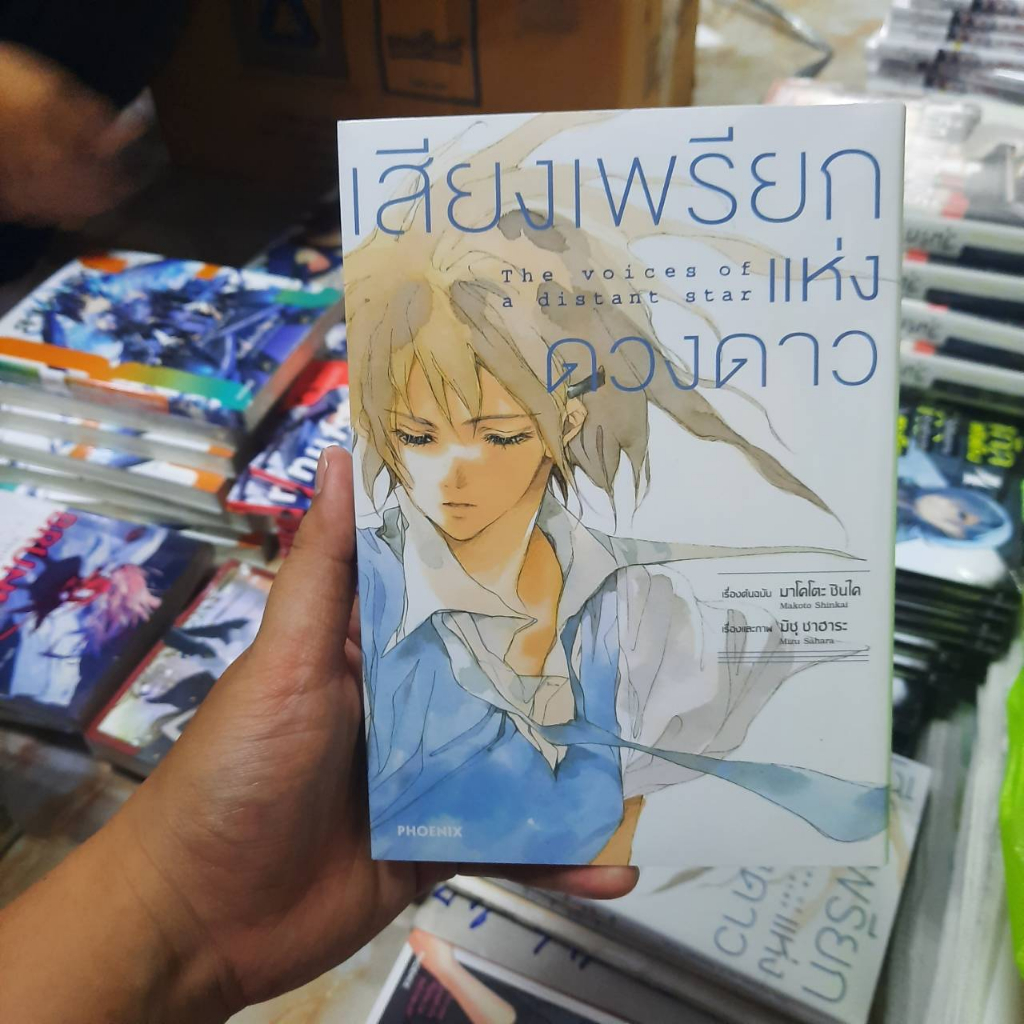 เสียงเพรียก
The voices of
a distant star
แห่ง
ดวงดาว
เรื่องต้นฉบับ มาโคโตะ ชินไค
Makoto Shinkai
เรื่องและภาพ มิซุ ซาฮาระ
Mizu Sahara
PHOENIX